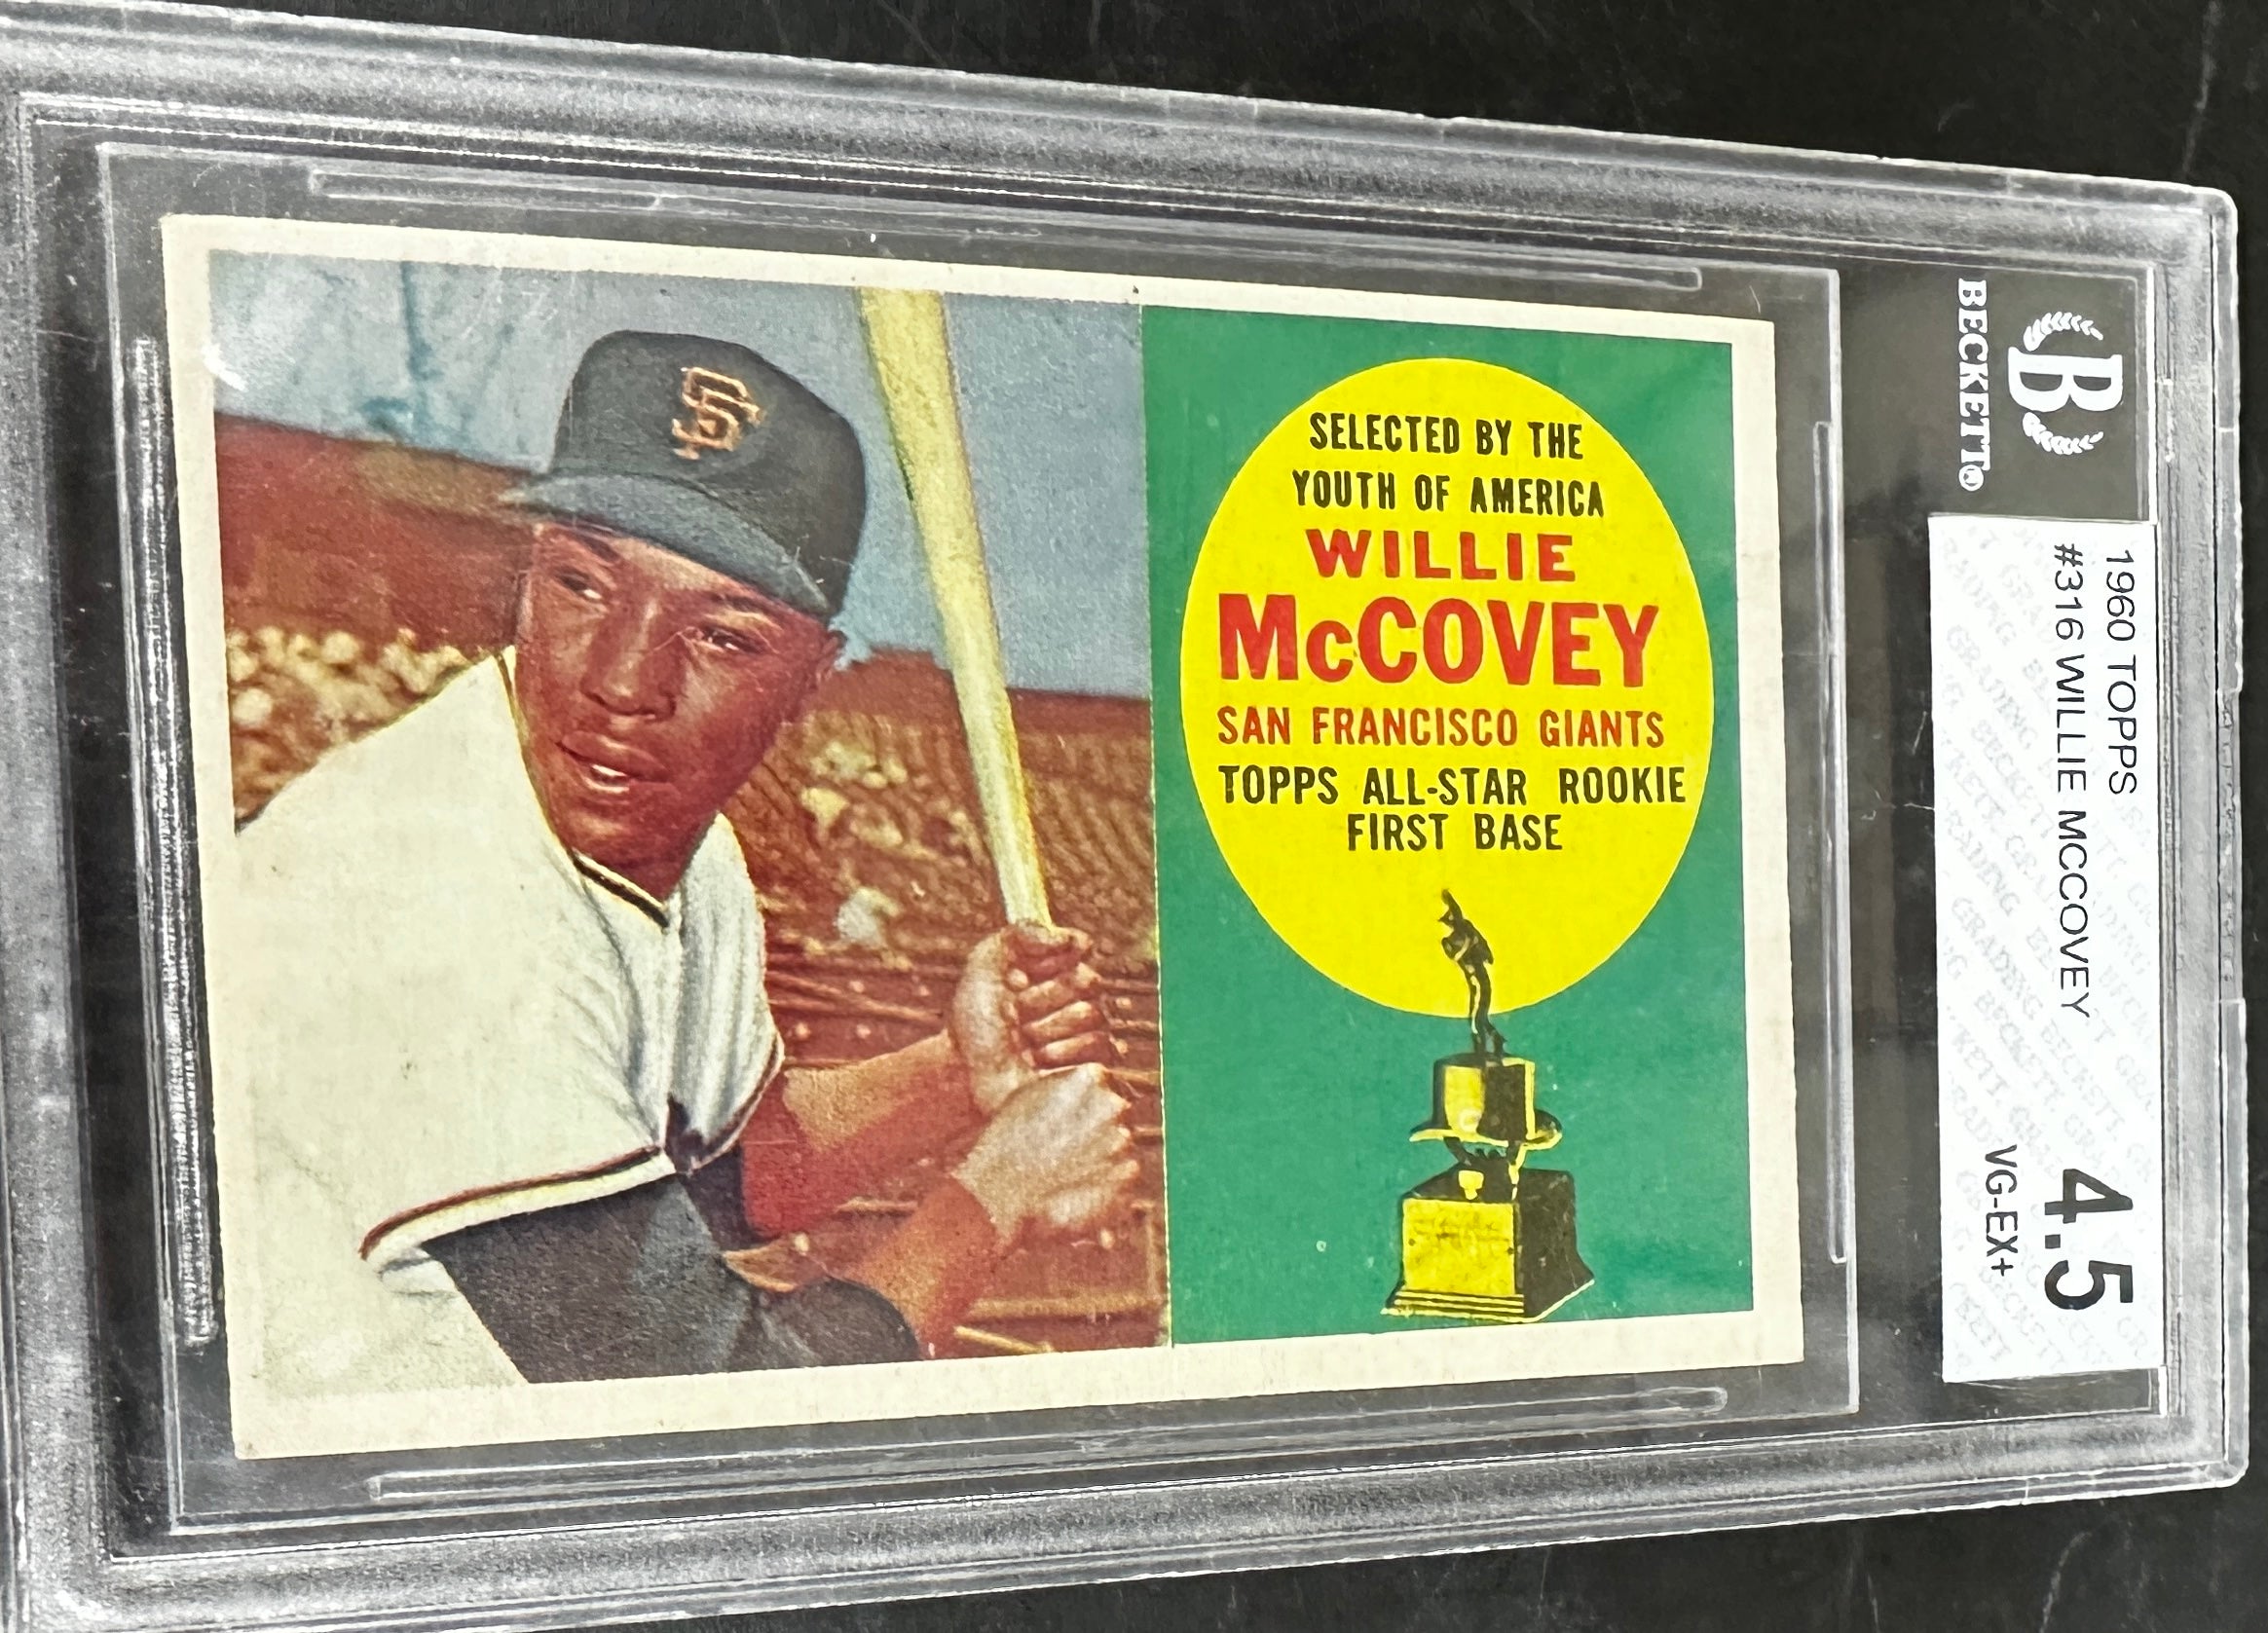 SELECTED BY THE
YOUTH OF AMERICA
WILLIE
McCOVEY
SAN FRANCISCO GIANTS
TOPPS ALL-STAR ROOKIE
FIRST BASE
SF
B
BECKETT®
1960 TOPPS
#316 WILLIE MCCOVEY
4.5
VG-EX+